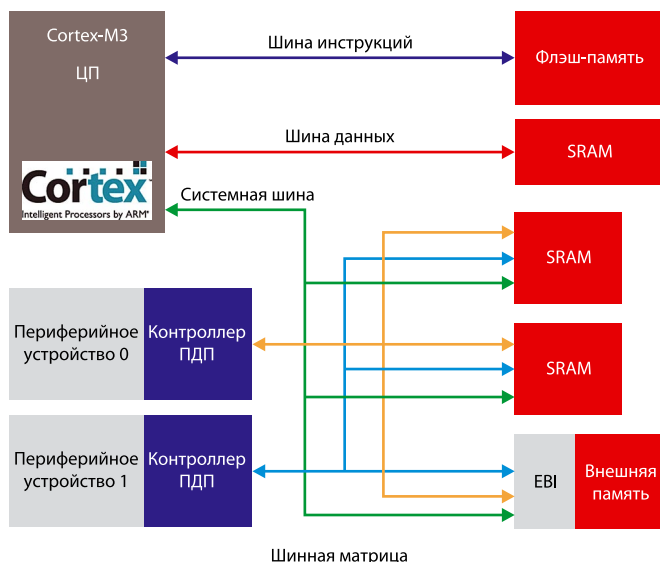 Cortex-M3
ЦП
Cortex
Intelligent Processors by ARM®
Шина инструкций
Флэш-память
Шина данных
SRAM
Системная шина
SRAM
Периферийное
устройство 0
Контроллер
ПДП
SRAM
Периферийное
устройство 1
Контроллер
ПДП
EBI
Внешняя
память
Шинная матрица